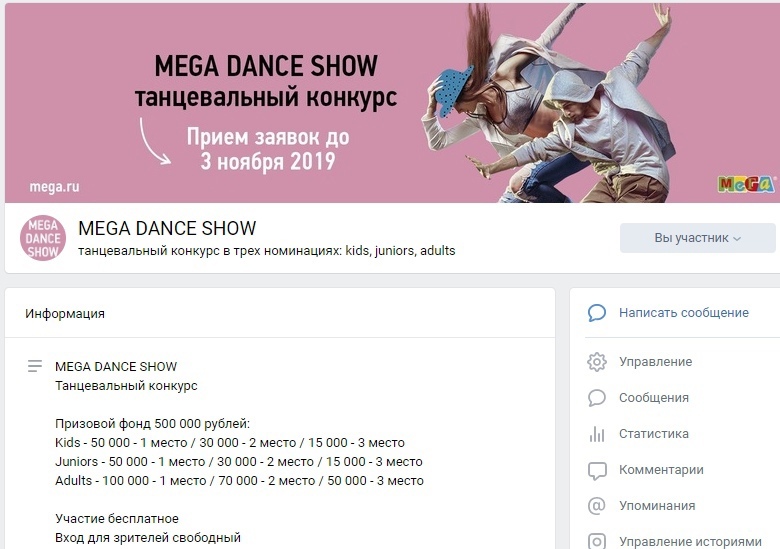 MEGA DANCE SHOW
танцевальный конкурс
Прием заявок до
3 ноября 2019
mega.ru
MEGA
MEGA
DANCE
SHOW
MEGA DANCE SHOW
танцевальный конкурс в трех номинациях: kids, juniors, adults
Вы участник
Информация
MEGA DANCE SHOW
Танцевальный конкурс
Призовой фонд 500 000 рублей:
Kids - 50 000 - 1 место / 30 000 - 2 место / 15 000 - 3 место
Juniors - 50 000 - 1 место / 30 000 - 2 место / 15 000 - 3 место
Adults - 100 000 - 1 место / 70 000 - 2 место / 50 000 - 3 место
Участие бесплатное
Вход для зрителей свободный
Написать сообщение
Управление
Сообщения
Статистика
Комментарии
Упоминания
Управление историями